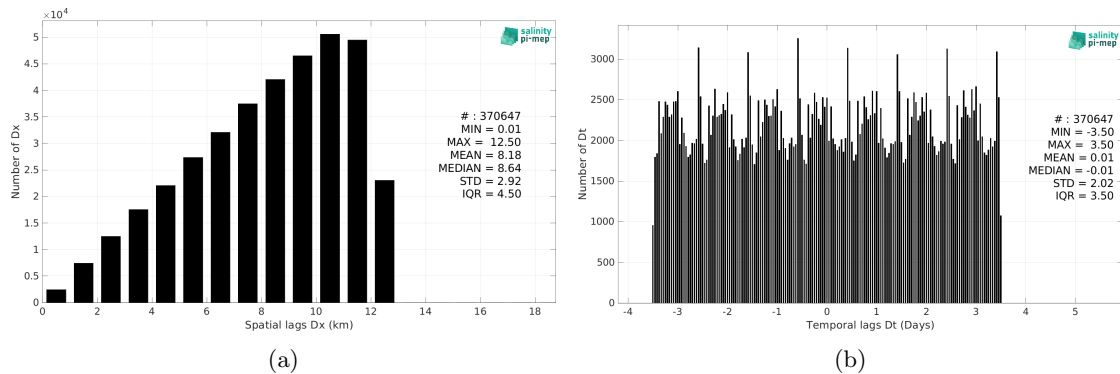 ×10⁴
5
4.5
4
3.5
3
2.5
2
1.5
1
0.5
0
Number of Dx
0 2 4 6 8 10 12 14 16 18
Spatial lags Dx (km)
salinity
pi-mep
# : 370647
MIN = 0.01
MAX = 12.50
MEAN = 8.18
MEDIAN = 8.64
STD = 2.92
IQR = 4.50
(a)
3000
2500
2000
1500
1000
500
0
Number of Dt
-4 -3 -2 -1 0 1 2 3 4 5
Temporal lags Dt (Days)
salinity
pi-mep
# : 370647
MIN = -3.50
MAX = 3.50
MEAN = 0.01
MEDIAN = -0.01
STD = 2.02
IQR = 3.50
(b)